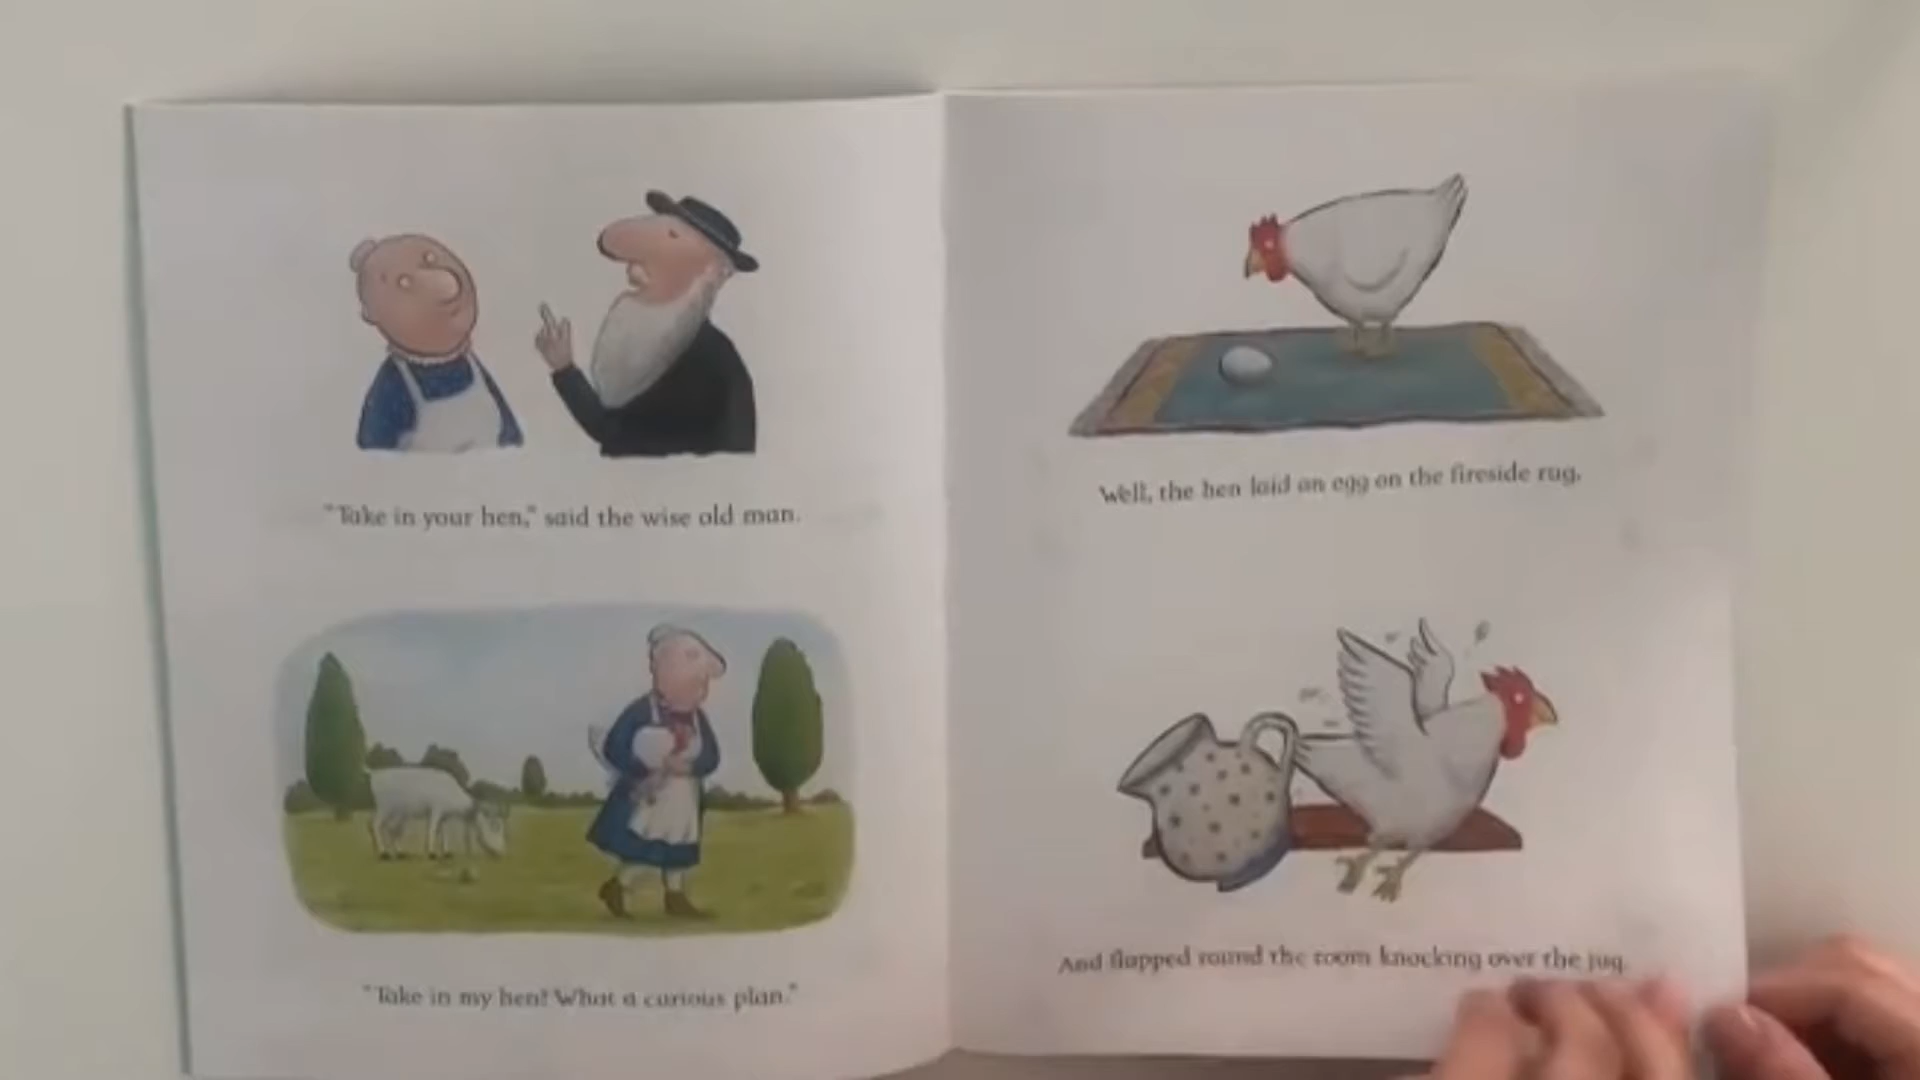 "Take in your hen," said the wise old man.
"Take in my hen? What a curious plan."
Well, the hen laid an egg on the fireside rug,
And flapped round the room knocking over the jug.